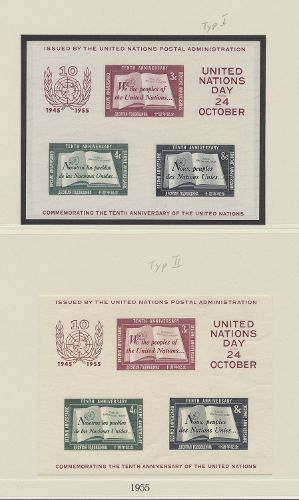 Typ I
ISSUED BY THE UNITED NATIONS POSTAL ADMINISTRATION
10
1945 1955
TENTH ANNIVERSARY
3c
We the peoples of
the United Nations...
UNITED
NATIONS
DAY
24
OCTOBER
TENTH ANNIVERSARY
4c
Nosotros los pueblos
de las Naciones Unidas...
TENTH ANNIVERSARY
8c
Nous, peuples
des Nations Unies...
COMMEMORATING THE TENTH ANNIVERSARY OF THE UNITED NATIONS
Typ II
ISSUED BY THE UNITED NATIONS POSTAL ADMINISTRATION
10
1945 1955
TENTH ANNIVERSARY
3c
We the peoples of
the United Nations...
UNITED
NATIONS
DAY
24
OCTOBER
TENTH ANNIVERSARY
4c
Nosotros los pueblos
de las Naciones Unidas...
TENTH ANNIVERSARY
8c
Nous, peuples
des Nations Unies...
COMMEMORATING THE TENTH ANNIVERSARY OF THE UNITED NATIONS
1955